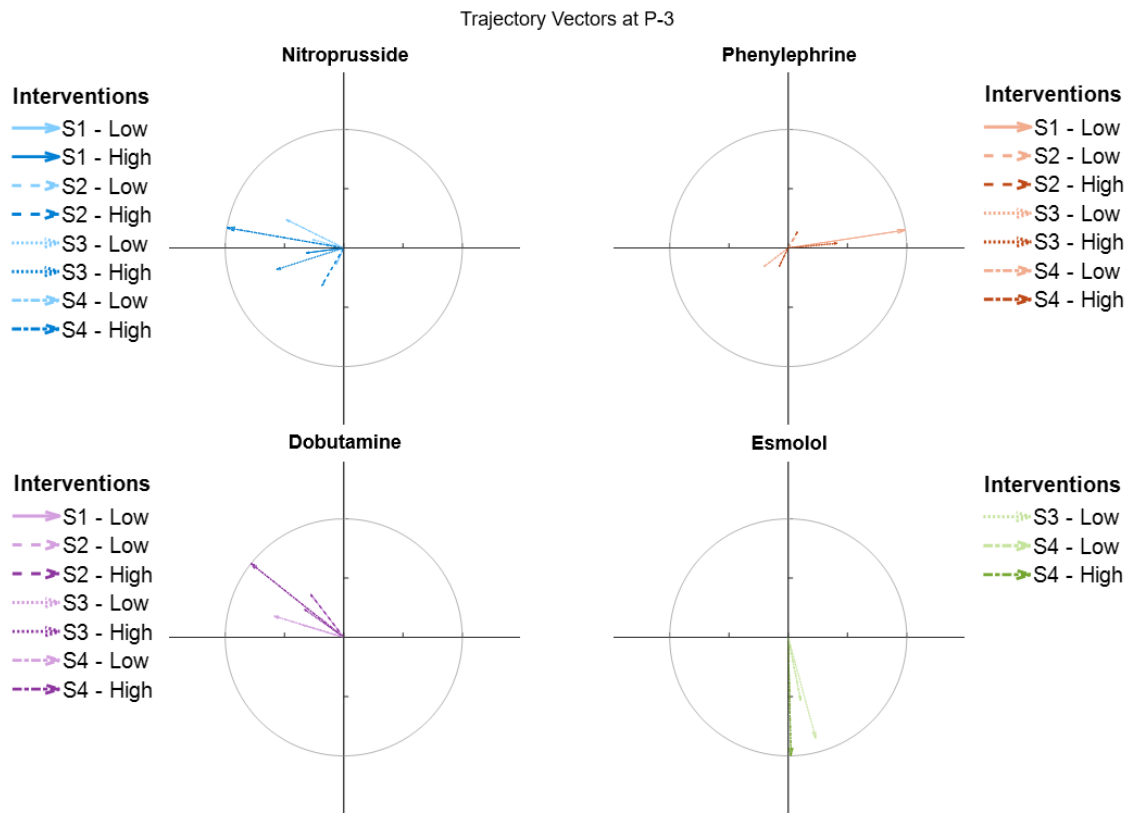 Trajectory Vectors at P-3
Nitroprusside
Interventions
S1 - Low
S1 - High
S2 - Low
S2 - High
S3 - Low
S3 - High
S4 - Low
S4 - High
Phenylephrine
Interventions
S1 - Low
S2 - Low
S2 - High
S3 - Low
S3 - High
S4 - Low
S4 - High
Dobutamine
Interventions
S1 - Low
S2 - Low
S2 - High
S3 - Low
S3 - High
S4 - Low
S4 - High
Esmolol
Interventions
S3 - Low
S4 - Low
S4 - High